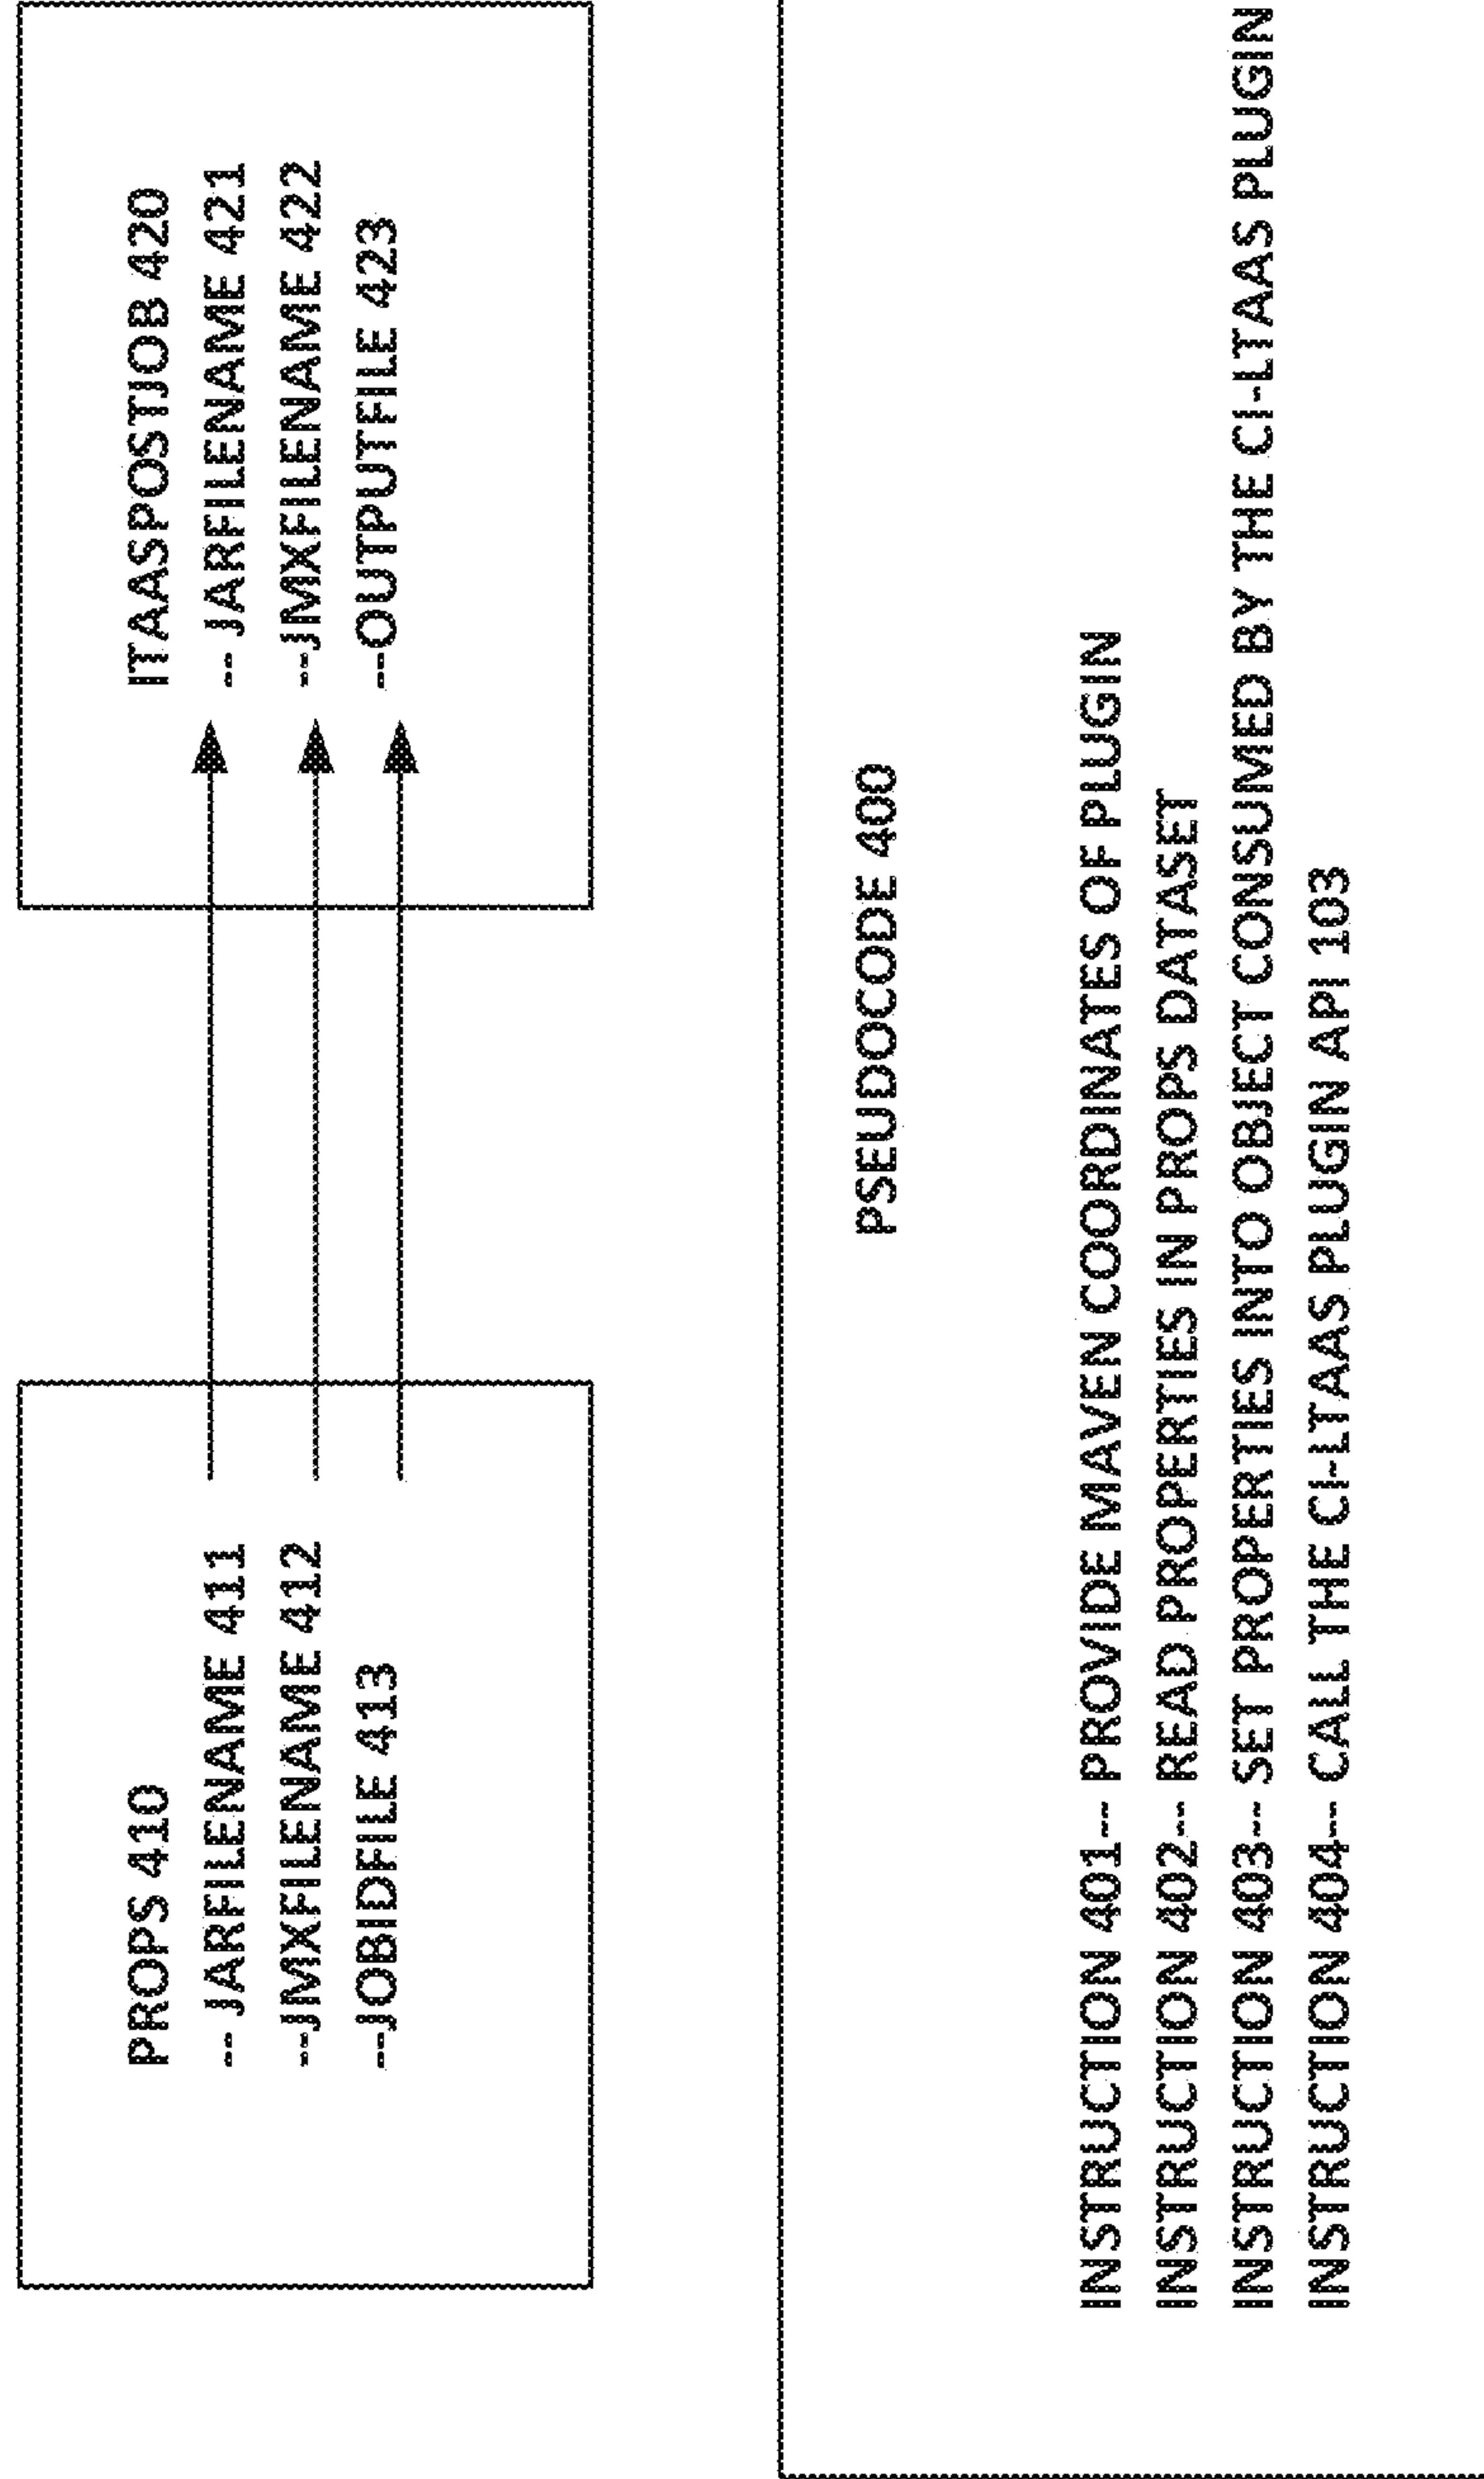 PROPS 410
-- JARFILENAME 411
--JMXFILENAME 412
--JOBIDFILE 413
ITAASPOSTJOB 420
-- JARFILENAME 421
--JMXFILENAME 422
--OUTPUTFILE 423
PSEUDOCODE 400
INSTRUCTION 401-- PROVIDE MAVEN COORDINATES OF PLUGIN
INSTRUCTION 402-- READ PROPERTIES IN PROPS DATASET
INSTRUCTION 403-- SET PROPERTIES INTO OBJECT CONSUMED BY THE CI-LTAAS PLUGIN
INSTRUCTION 404-- CALL THE CI-LTAAS PLUGIN API 103